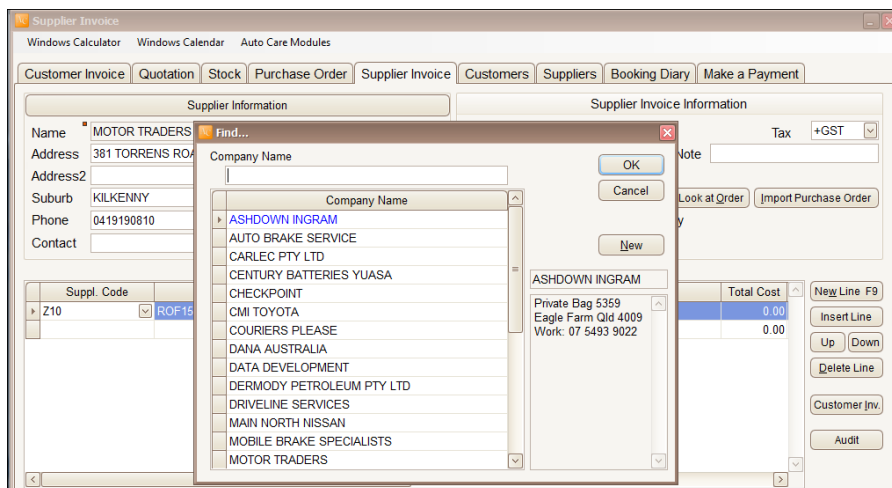 Supplier Invoice
Windows Calculator Windows Calendar Auto Care Modules
Customer Invoice Quotation Stock Purchase Order Supplier Invoice Customers Suppliers Booking Diary Make a Payment
Supplier Information
Supplier Invoice Information
Name MOTOR TRADERS
Tax +GST
Address 381 TORRENS ROA
Note
Address2
Suburb KILKENNY
Look at Order Import Purchase Order
Phone 0419190810
Contact
Suppl. Code
Total Cost
Z10 ROF15
0.00
0.00
New Line F9
Insert Line
Up Down
Delete Line
Customer Inv.
Audit
Find...
Company Name
OK
Cancel
New
Company Name
ASHDOWN INGRAM
AUTO BRAKE SERVICE
CARLEC PTY LTD
CENTURY BATTERIES YUASA
CHECKPOINT
CMI TOYOTA
COURIERS PLEASE
DANA AUSTRALIA
DATA DEVELOPMENT
DERMODY PETROLEUM PTY LTD
DRIVELINE SERVICES
MAIN NORTH NISSAN
MOBILE BRAKE SPECIALISTS
MOTOR TRADERS
ASHDOWN INGRAM
Private Bag 5359
Eagle Farm Qld 4009
Work: 07 5493 9022